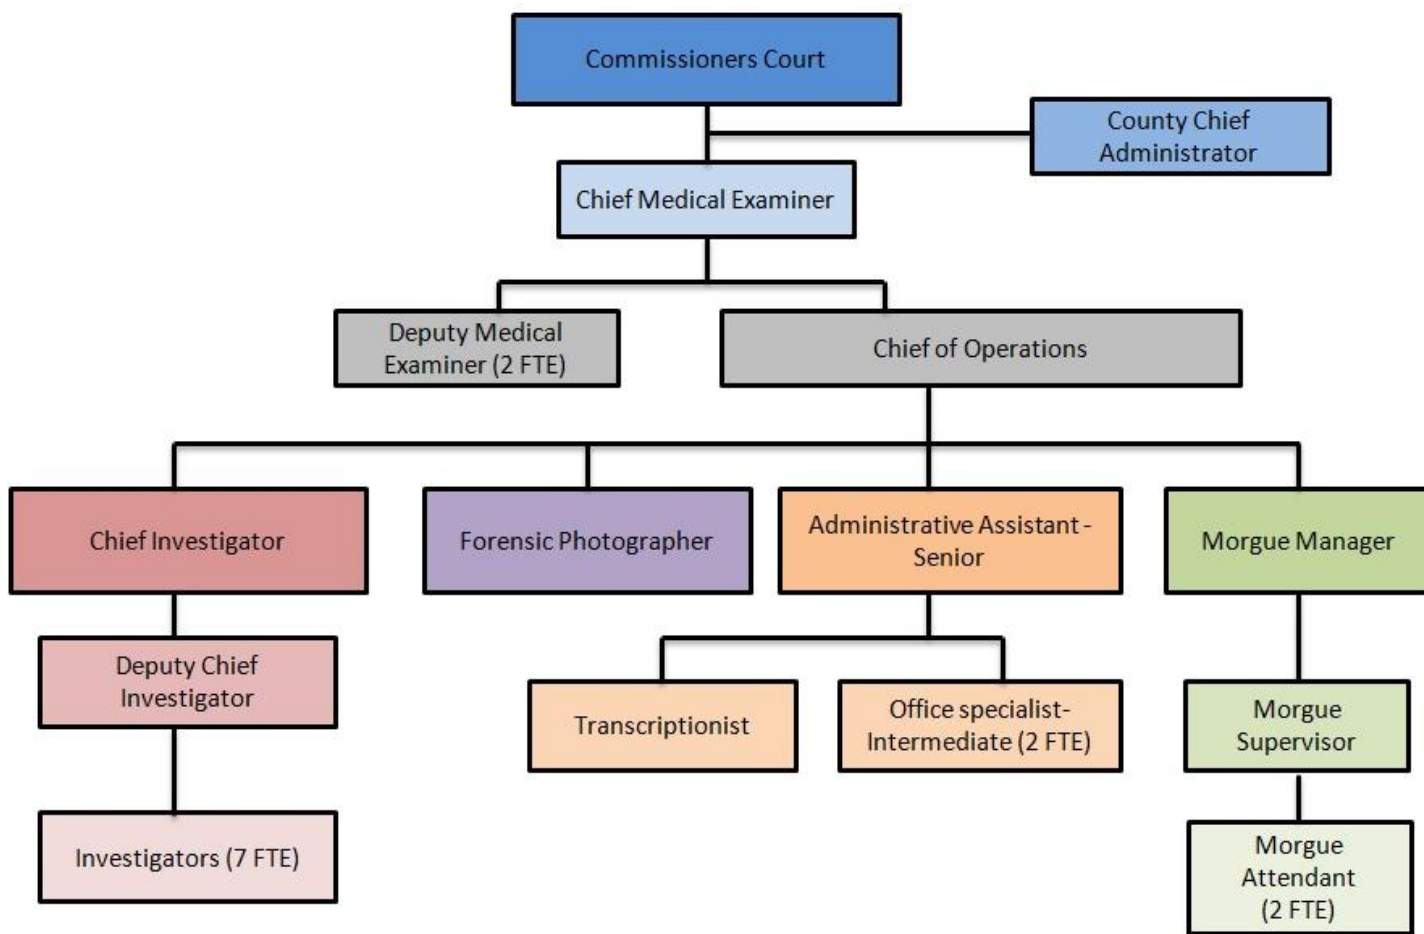 Commissioners Court
County Chief
Administrator
Chief Medical Examiner
Deputy Medical
Examiner (2 FTE)
Chief of Operations
Chief Investigator
Forensic Photographer
Administrative Assistant -
Senior
Morgue Manager
Deputy Chief
Investigator
Transcriptionist
Office specialist-
Intermediate (2 FTE)
Morgue
Supervisor
Investigators (7 FTE)
Morgue
Attendant
(2 FTE)